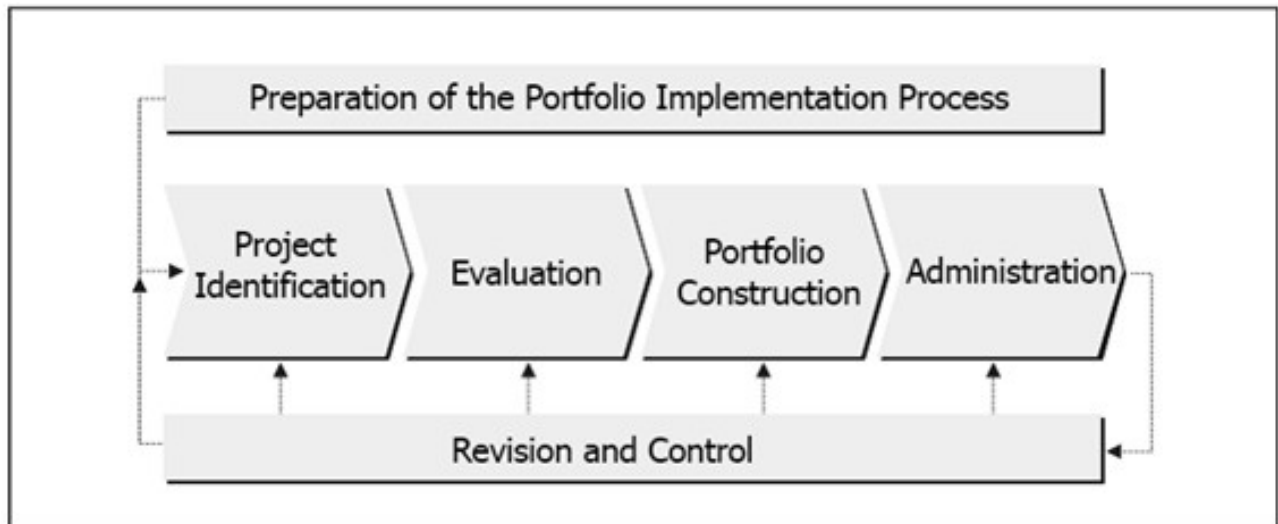 Preparation of the Portfolio Implementation Process
Project
Identification
Evaluation
Portfolio
Construction
Administration
Revision and Control